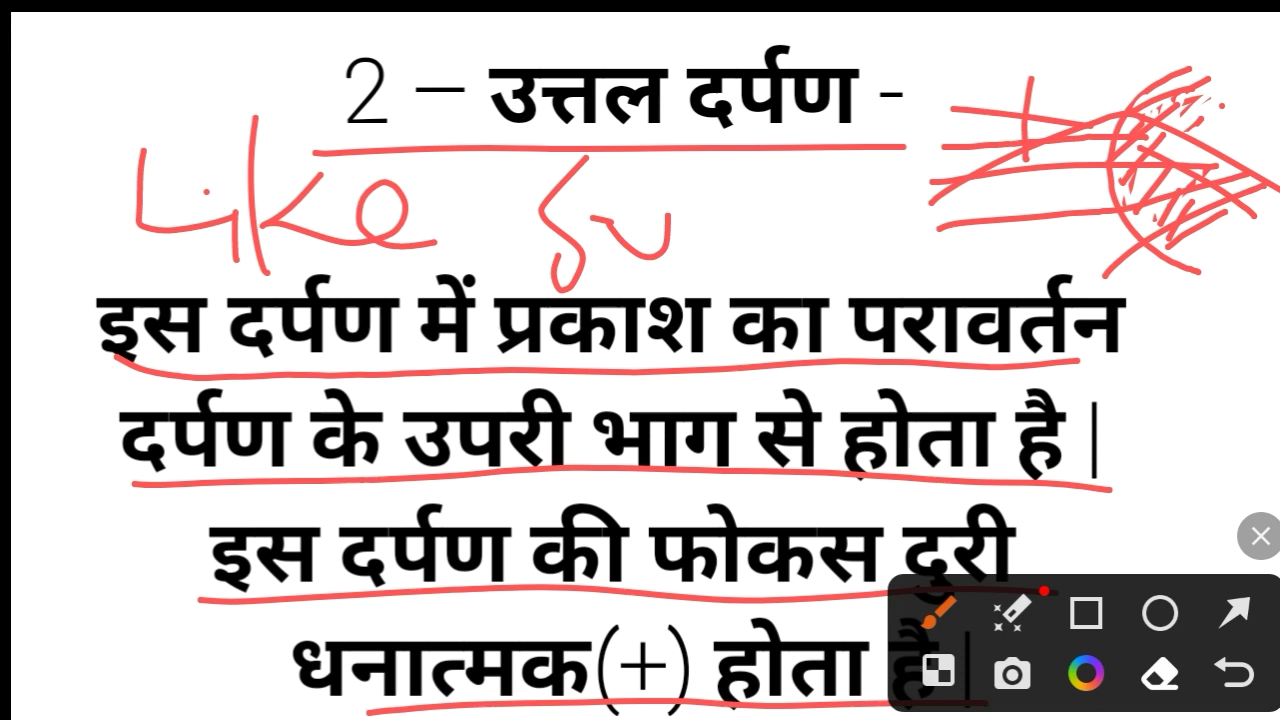 2 – उत्तल दर्पण -
Like Su
इस दर्पण में प्रकाश का परावर्तन
दर्पण के उपरी भाग से होता है |
इस दर्पण की फोकस दुरी
धनात्मक(+) होता है |